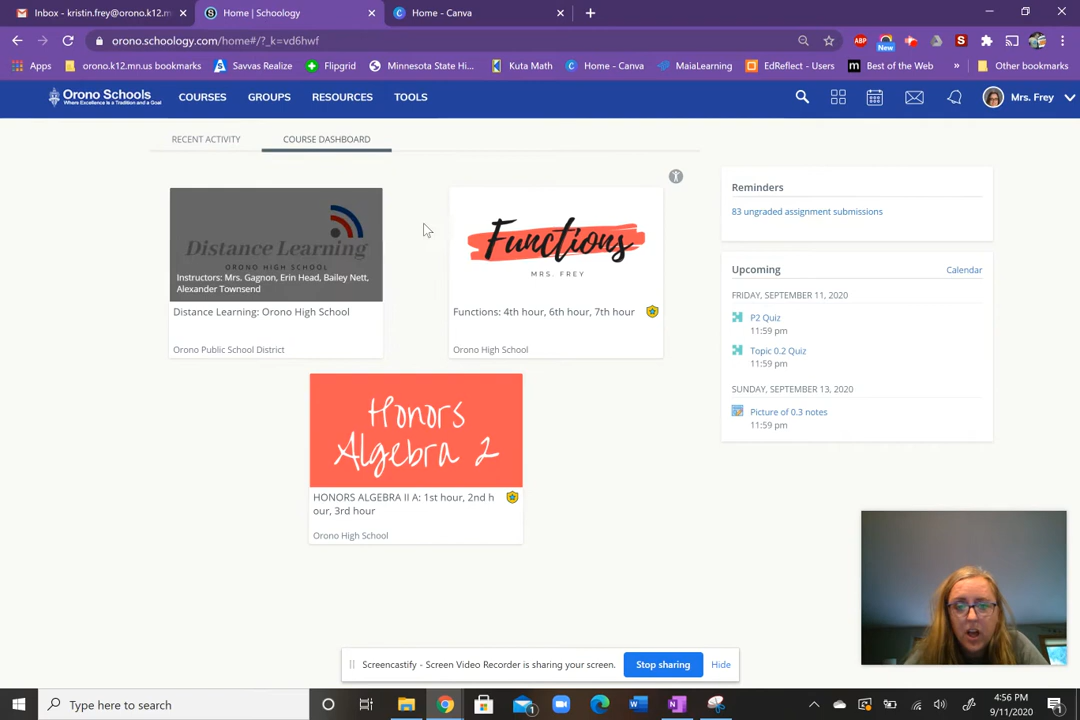 Inbox - kristin.frey@orono.k12.m
Home | Schoology
Home - Canva
orono.schoology.com/home#/?_k=vd6hwf
ABP
New
S
Apps
orono.k12.mn.us bookmarks
Savvas Realize
Flipgrid
Minnesota State Hi...
Kuta Math
Home - Canva
MaiaLearning
EdReflect - Users
Best of the Web
Other bookmarks
Orono Schools
Where Excellence is a Tradition and a Goal
COURSES
GROUPS
RESOURCES
TOOLS
Mrs. Frey
RECENT ACTIVITY
COURSE DASHBOARD
Distance Learning
ORONO HIGH SCHOOL
Instructors: Mrs. Gagnon, Erin Head, Bailey Nett,
Alexander Townsend
Distance Learning: Orono High School
Orono Public School District
Functions
MRS. FREY
Functions: 4th hour, 6th hour, 7th hour
Orono High School
Honors
Algebra 2
HONORS ALGEBRA II A: 1st hour, 2nd h
our, 3rd hour
Orono High School
Reminders
83 ungraded assignment submissions
Upcoming
Calendar
FRIDAY, SEPTEMBER 11, 2020
P2 Quiz
11:59 pm
Topic 0.2 Quiz
11:59 pm
SUNDAY, SEPTEMBER 13, 2020
Picture of 0.3 notes
11:59 pm
Screencastify - Screen Video Recorder is sharing your screen.
Stop sharing
Hide
Type here to search
4:56 PM
9/11/2020